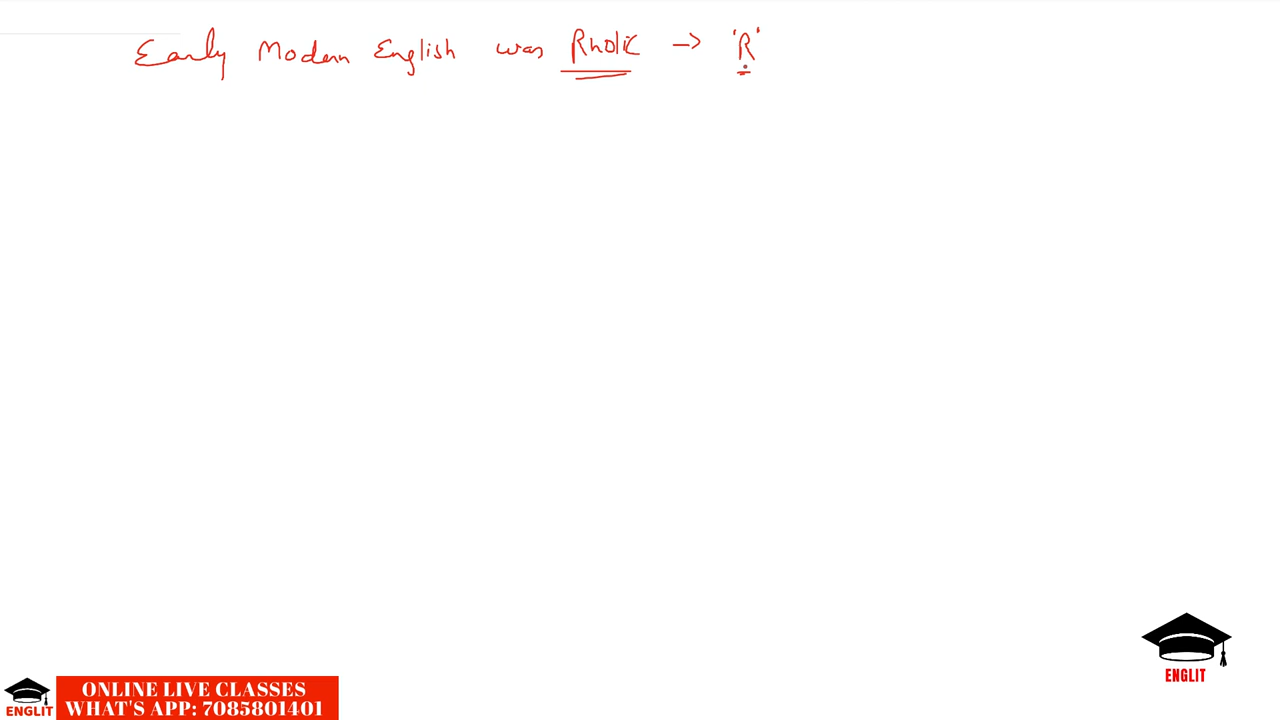 Early Modern English was Rhotic → 'R'
ENGLIT
ENGLIT
ONLINE LIVE CLASSES
WHAT'S APP: 7085801401